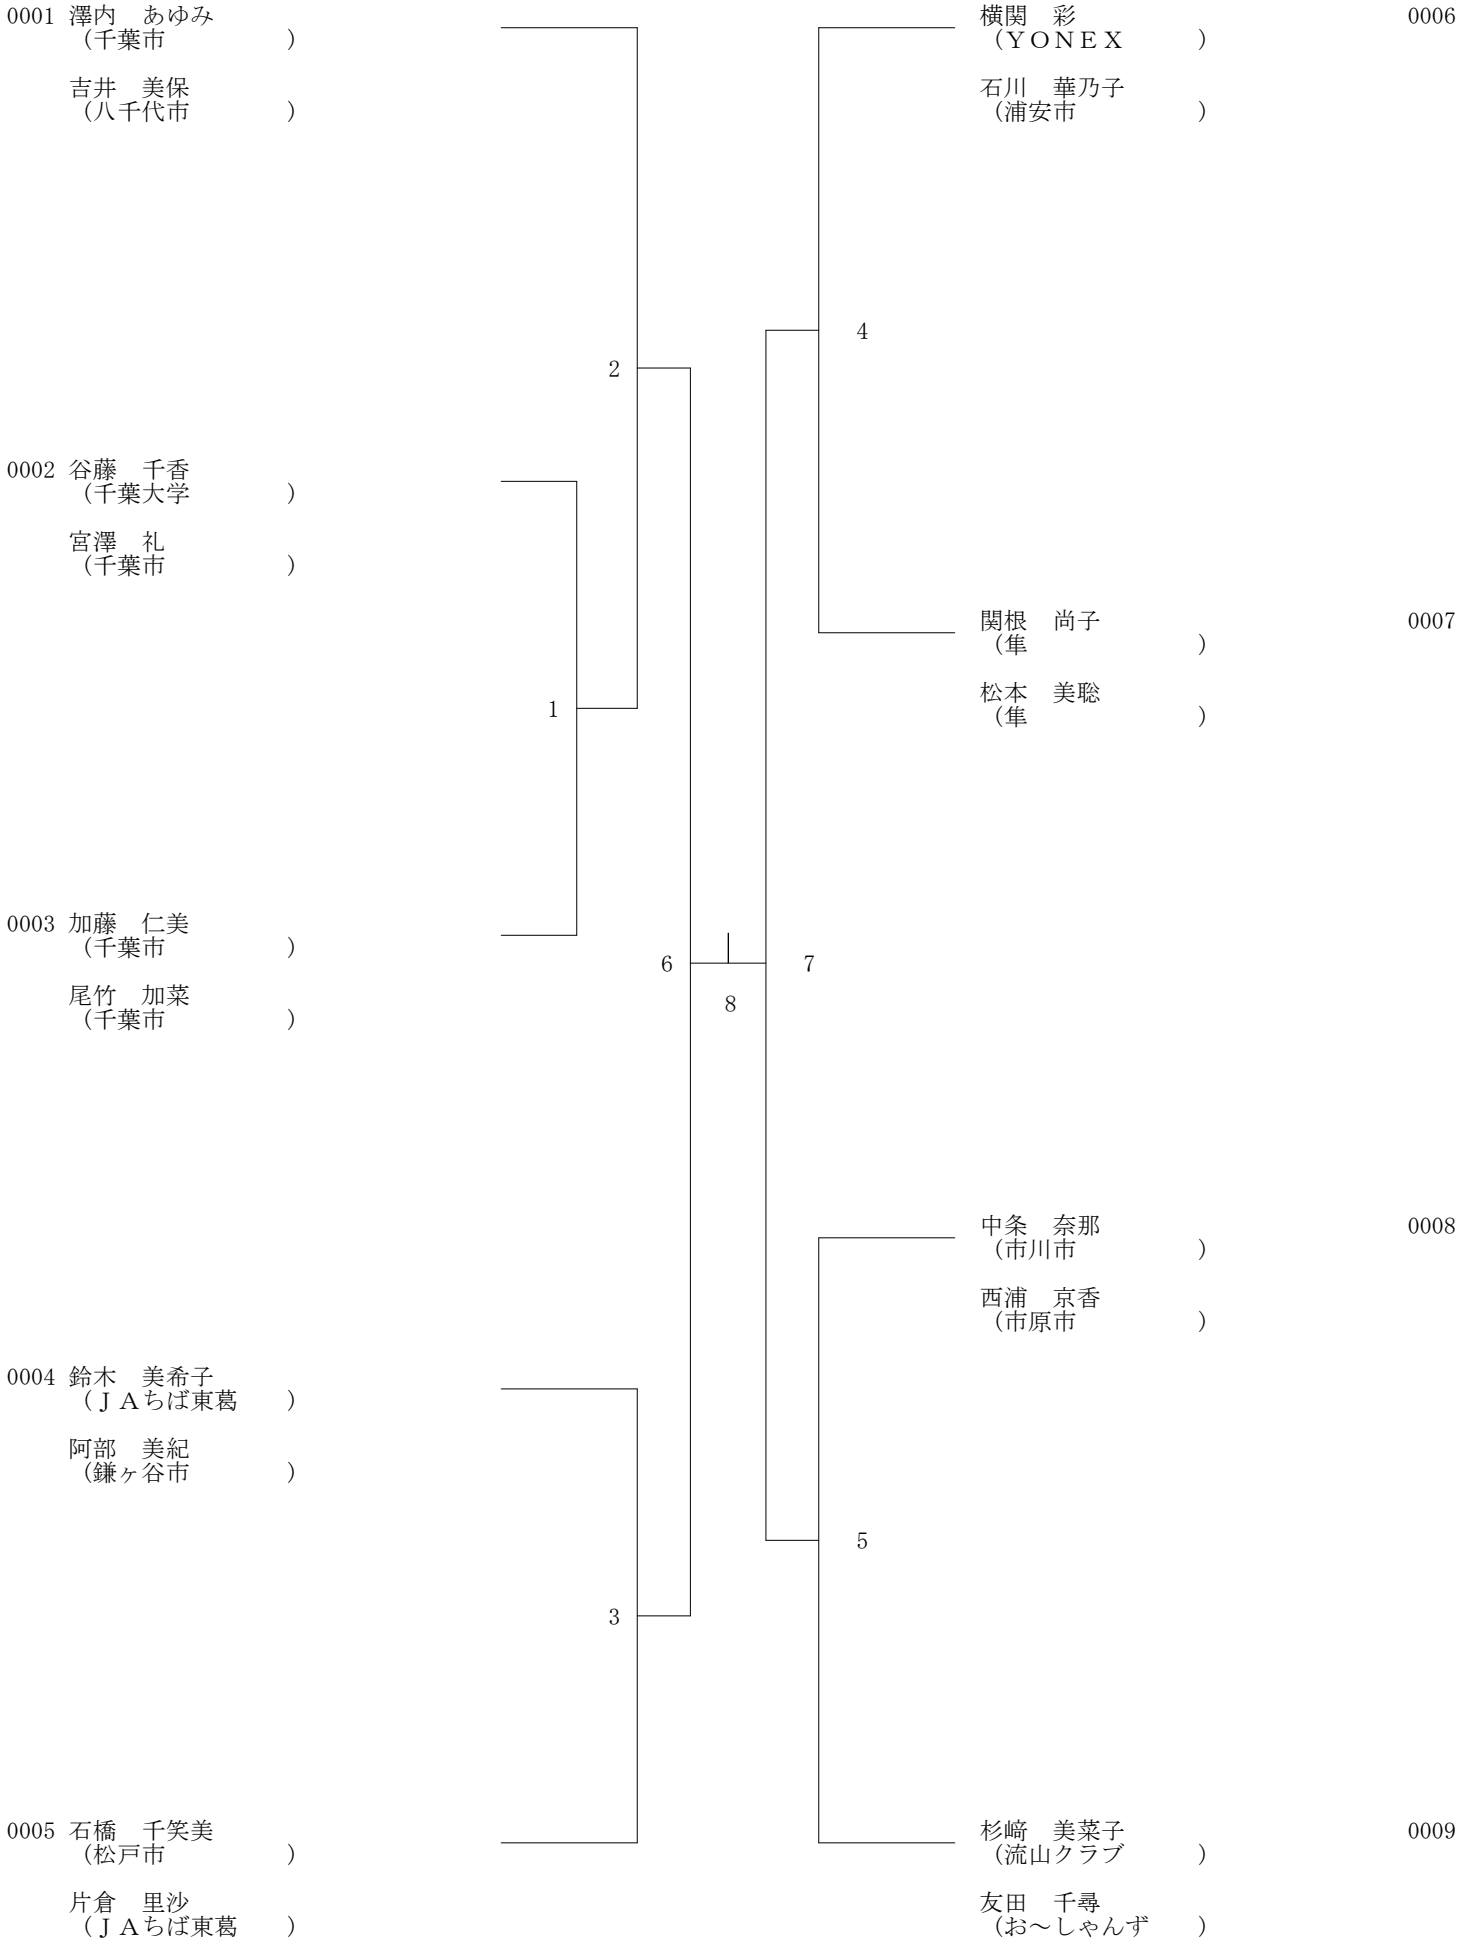 0001 澤内　あゆみ
（千葉市　　　　　）
吉井　美保
（八千代市　　　　）
2
0002 谷藤　千香
（千葉大学　　　　）
宮澤　礼
（千葉市　　　　　）
1
0003 加藤　仁美
（千葉市　　　　　）
尾竹　加菜
（千葉市　　　　　）
6
8
7
0004 鈴木　美希子
（ＪＡちば東葛　　）
阿部　美紀
（鎌ヶ谷市　　　　）
3
0005 石橋　千笑美
（松戸市　　　　　）
片倉　里沙
（ＪＡちば東葛　　）
横関　彩 0006
（ＹＯＮＥＸ　　　）
石川　華乃子
（浦安市　　　　　）
4
関根　尚子 0007
（隼　　　　　　　）
松本　美聡
（隼　　　　　　　）
中条　奈那 0008
（市川市　　　　　）
西浦　京香
（市原市　　　　　）
5
杉﨑　美菜子 0009
（流山クラブ　　　）
友田　千尋
（お～しゃんず　　）